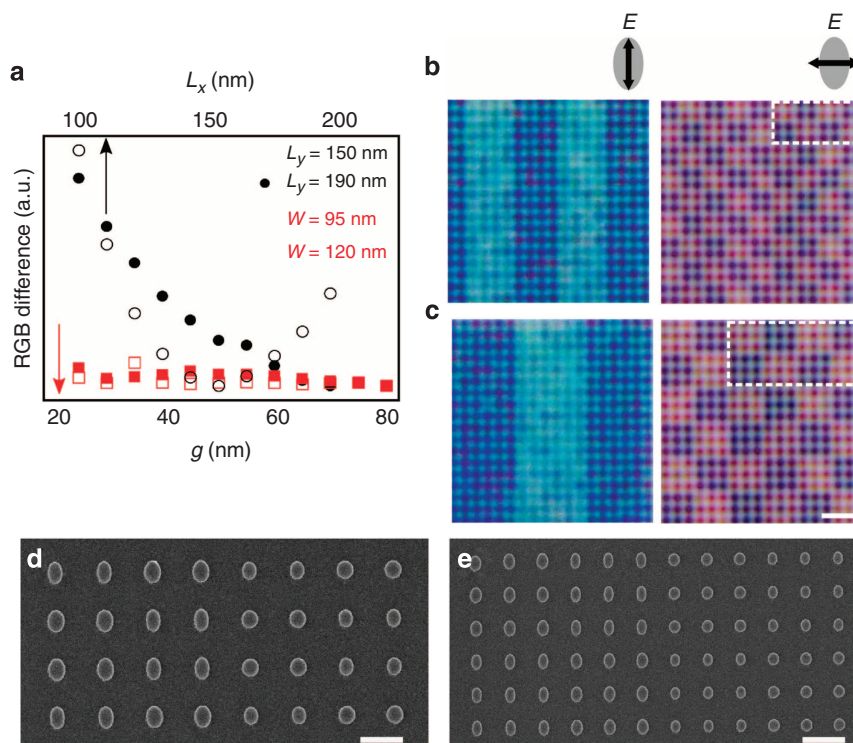 E
E
a
b
L_x (nm)
100 150 200
L_y = 150 nm
L_y = 190 nm
W = 95 nm
W = 120 nm
RGB difference (a.u.)
20 40 60 80
g (nm)
c
d
e